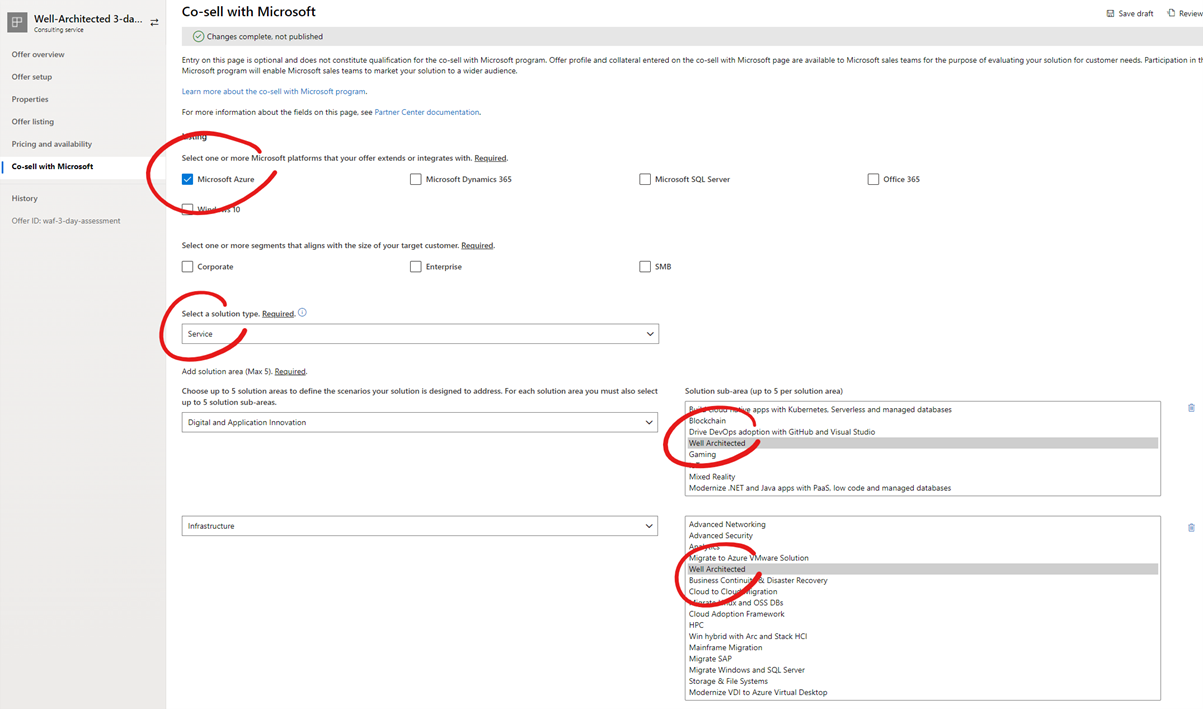 Well-Architected 3-da...
Consulting service
Offer overview
Offer setup
Properties
Offer listing
Pricing and availability
Co-sell with Microsoft
History
Offer ID: waf-3-day-assessment
Co-sell with Microsoft
Save draft
Review
Changes complete, not published
Entry on this page is optional and does not constitute qualification for the co-sell with Microsoft program. Offer profile and collateral entered on the co-sell with Microsoft page are available to Microsoft sales teams for the purpose of evaluating your solution for customer needs. Participation in th
Microsoft program will enable Microsoft sales teams to market your solution to a wider audience.
Learn more about the co-sell with Microsoft program.
For more information about the fields on this page, see Partner Center documentation.
Listing
Select one or more Microsoft platforms that your offer extends or integrates with. Required.
Microsoft Azure
Microsoft Dynamics 365
Microsoft SQL Server
Office 365
Windows 10
Select one or more segments that aligns with the size of your target customer. Required.
Corporate
Enterprise
SMB
Select a solution type. Required.
Service
Add solution area (Max 5). Required.
Choose up to 5 solution areas to define the scenarios your solution is designed to address. For each solution area you must also select
up to 5 solution sub-areas.
Digital and Application Innovation
Solution sub-area (up to 5 per solution area)
Build cloud native apps with Kubernetes. Serverless and managed databases
Blockchain
Drive DevOps adoption with GitHub and Visual Studio
Well Architected
Gaming
Mixed Reality
Modernize .NET and Java apps with PaaS. low code and managed databases
Infrastructure
Advanced Networking
Advanced Security
Analytics
Migrate to Azure VMware Solution
Well Architected
Business Continuity & Disaster Recovery
Cloud to Cloud Migration
Migrate Linux and OSS DBs
Cloud Adoption Framework
HPC
Win hybrid with Arc and Stack HCI
Mainframe Migration
Migrate SAP
Migrate Windows and SQL Server
Storage & File Systems
Modernize VDI to Azure Virtual Desktop